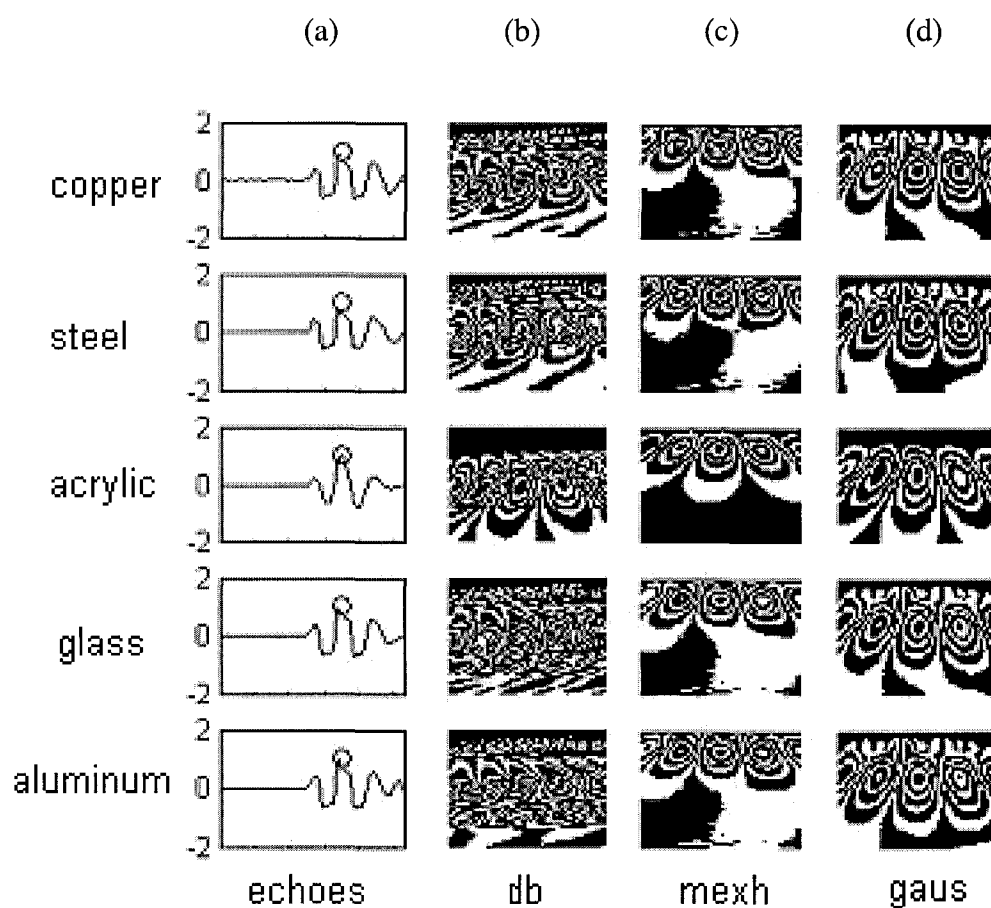 (a) (b) (c) (d)
2
copper 0
-2
2
steel 0
-2
2
acrylic 0
-2
2
glass 0
-2
2
aluminum 0
-2
echoes db mexh gaus